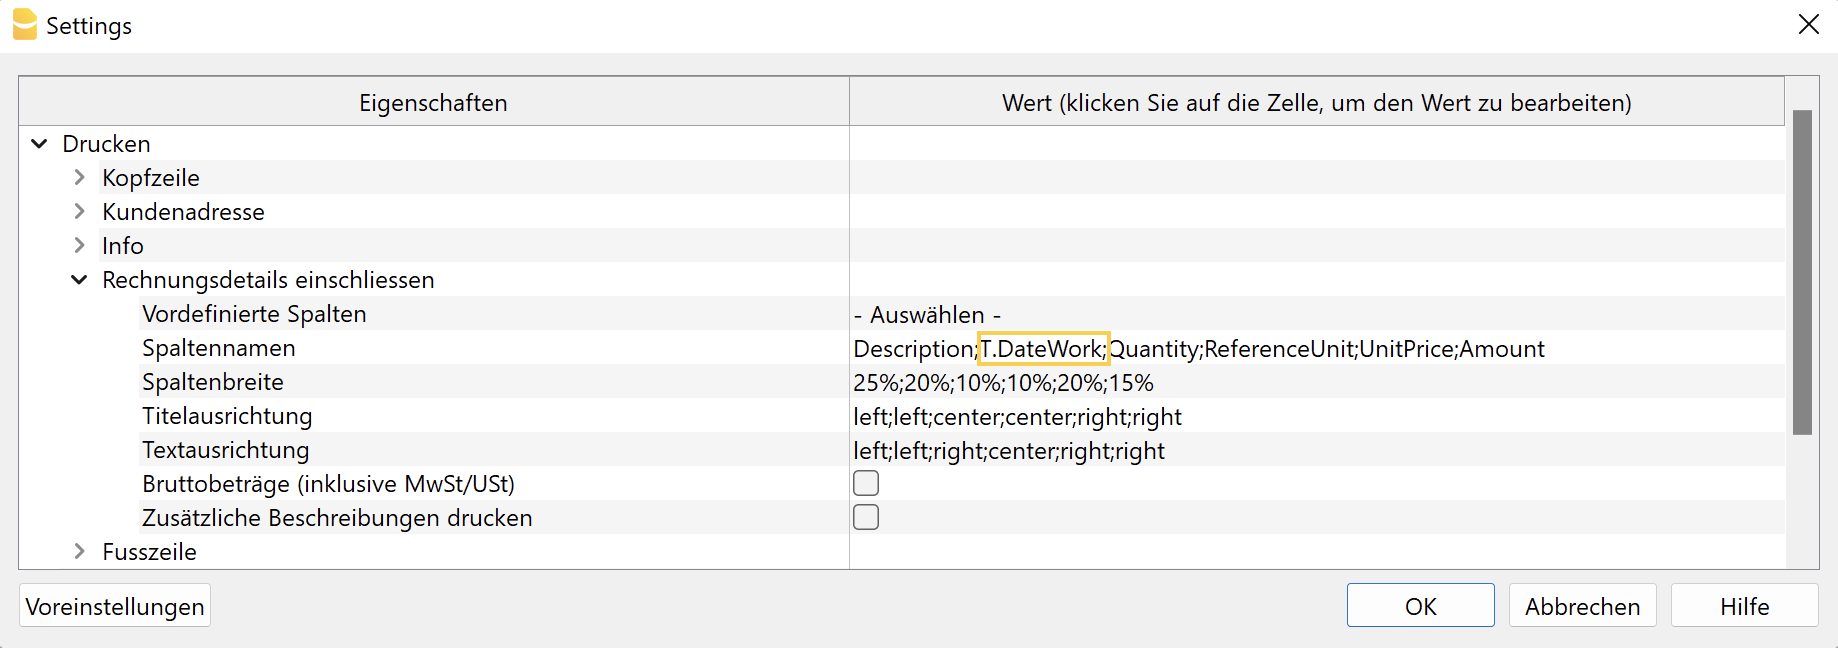 Settings
Eigenschaften Wert (klicken Sie auf die Zelle, um den Wert zu bearbeiten)
Drucken
Kopfzeile
Kundenadresse
Info
Rechnungsdetails einschliessen
Vordefinierte Spalten - Auswählen -
Spaltennamen Description;T.DateWork;Quantity;ReferenceUnit;UnitPrice;Amount
Spaltenbreite 25%;20%;10%;10%;20%;15%
Titelausrichtung left;left;center;center;right;right
Textausrichtung left;left;right;center;right;right
Bruttobeträge (inklusive MwSt/USt)
Zusätzliche Beschreibungen drucken
Fusszeile
Voreinstellungen OK Abbrechen Hilfe